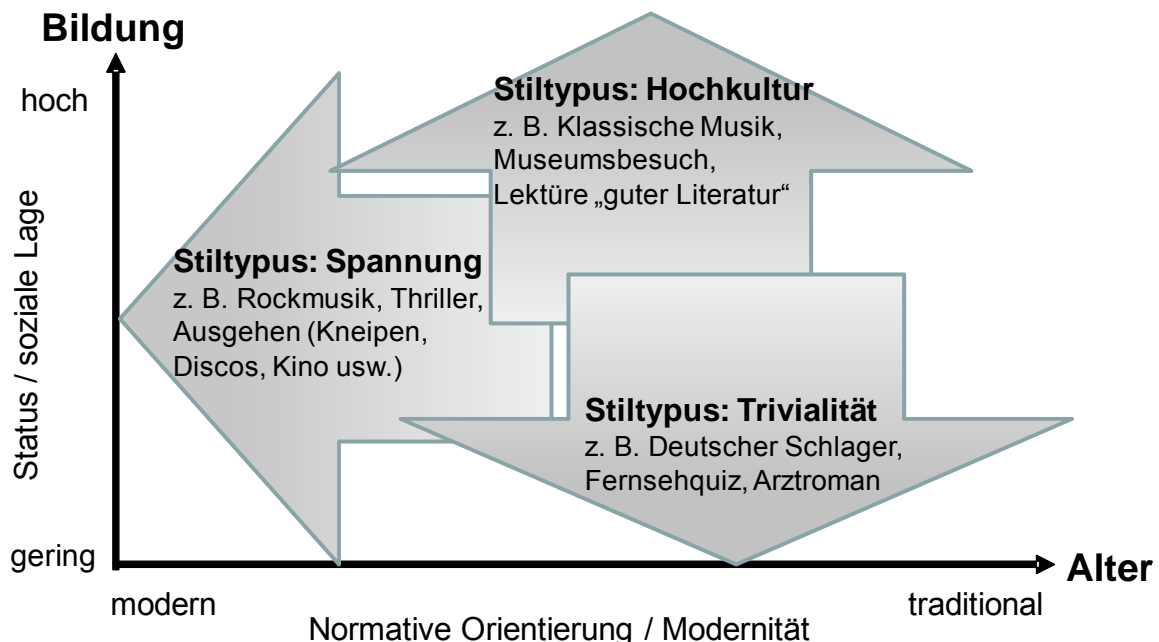 Bildung
hoch
Status / soziale Lage
gering
Stiltypus: Hochkultur
z. B. Klassische Musik,
Museumsbesuch,
Lektüre „guter Literatur“
Stiltypus: Spannung
z. B. Rockmusik, Thriller,
Ausgehen (Kneipen,
Discos, Kino usw.)
Stiltypus: Trivialität
z. B. Deutscher Schlager,
Fernsehquiz, Arztroman
Alter
modern
traditional
Normative Orientierung / Modernität